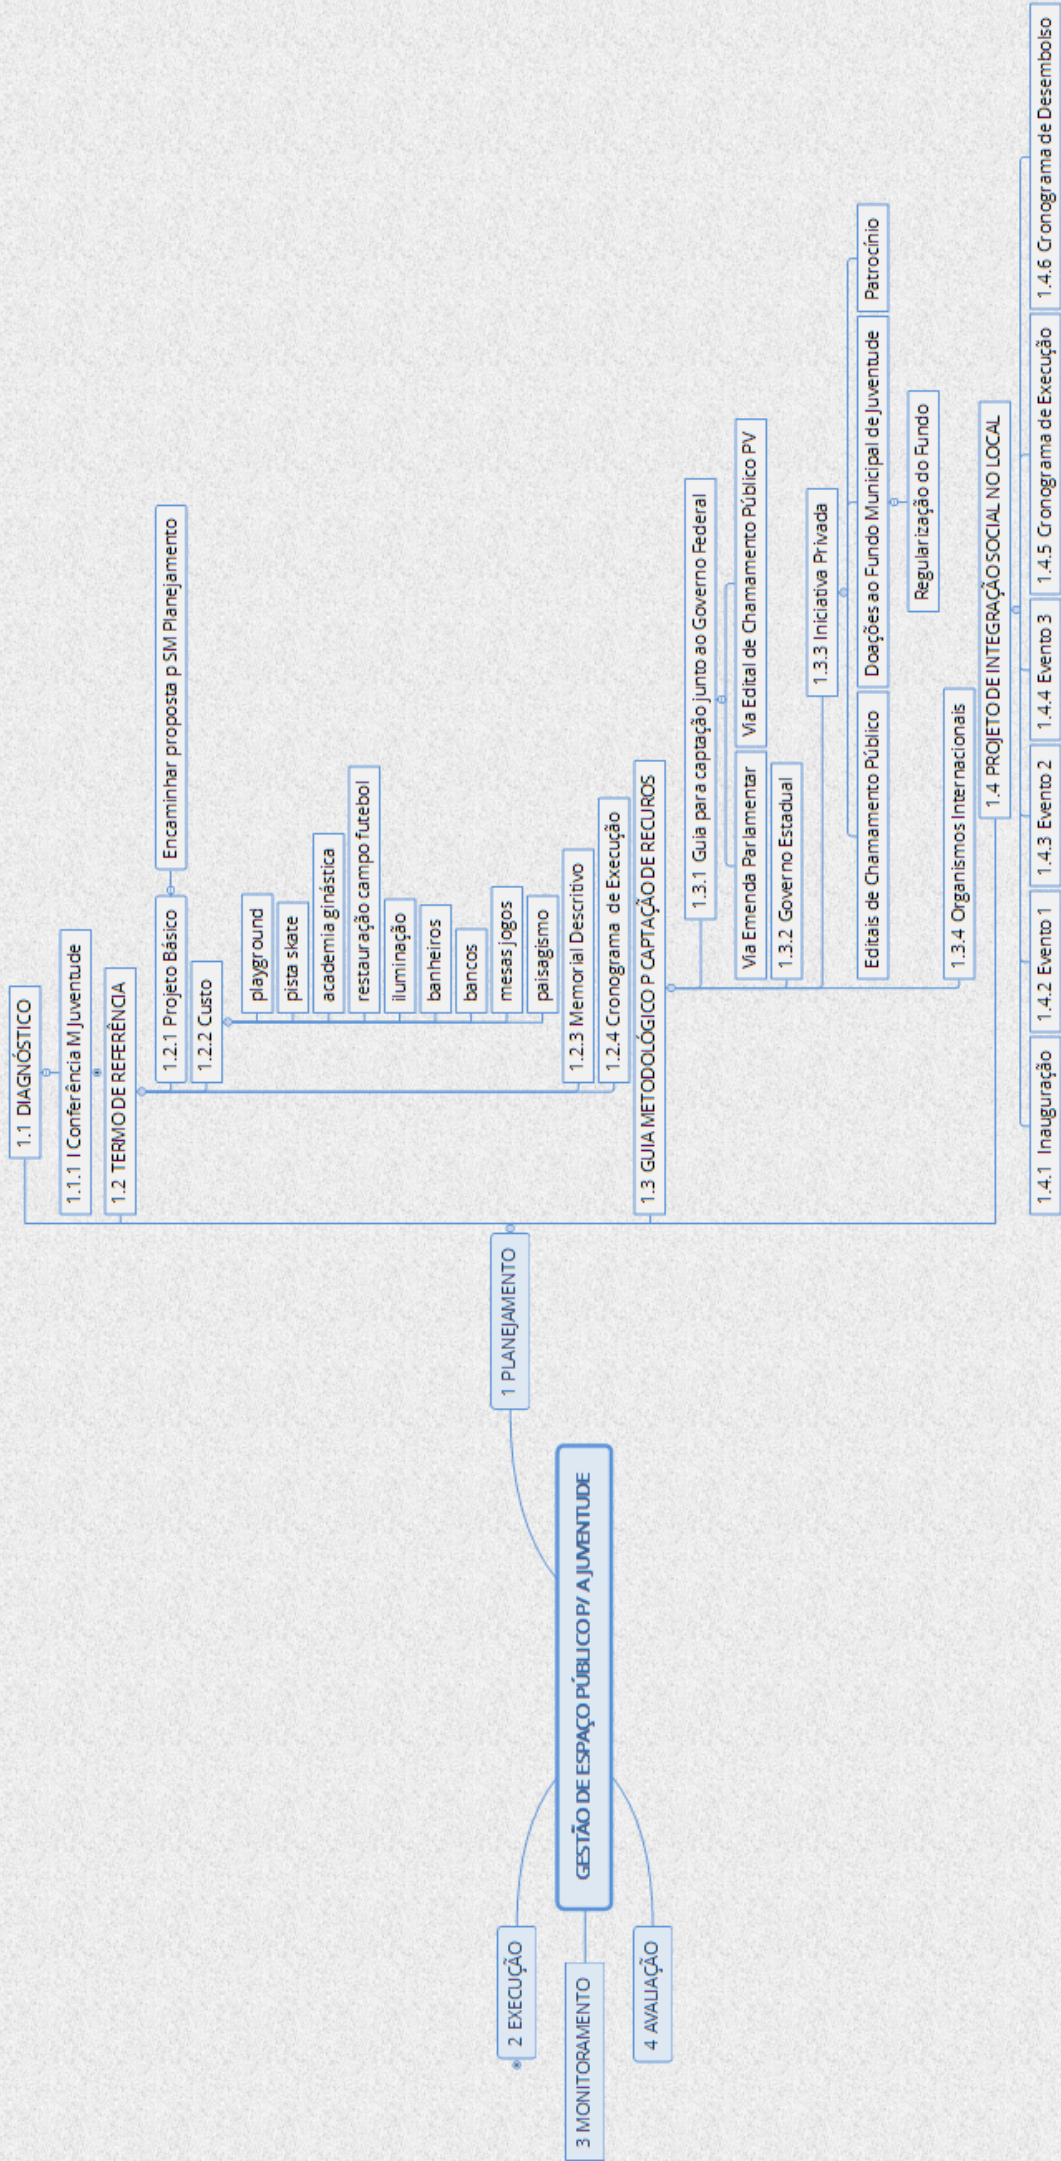 GESTÃO DE ESPAÇO PÚBLICO P/ A JUVENTUDE
1 PLANEJAMENTO
1.1 DIAGNÓSTICO
1.1.1 I Conferência M Juventude
1.2 TERMO DE REFERÊNCIA
1.2.1 Projeto Básico
Encaminhar proposta p SM Planejamento
1.2.2 Custo
playground
pista skate
academia ginástica
restauração campo futebol
iluminação
banheiros
bancos
mesas jogos
paisagismo
1.2.3 Memorial Descritivo
1.2.4 Cronograma de Execução
1.3 GUIA METODOLÓGICO P CAPTAÇÃO DE RECUROS
1.3.1 Guia para captação junto ao Governo Federal
Via Emenda Parlamentar
Via Edital de Chamamento Público PV
1.3.2 Governo Estadual
1.3.3 Iniciativa Privada
Editais de Chamamento Público
Doações ao Fundo Municipal de Juventude
Regularização do Fundo
Patrocínio
1.3.4 Organismos Internacionais
1.4 PROJETO DE INTEGRAÇÃO SOCIAL NO LOCAL
1.4.1 Inauguração
1.4.2 Evento 1
1.4.3 Evento 2
1.4.4 Evento 3
1.4.5 Cronograma de Execução
1.4.6 Cronograma de Desembolso
2 EXECUÇÃO
3 MONITORAMENTO
4 AVALIAÇÃO